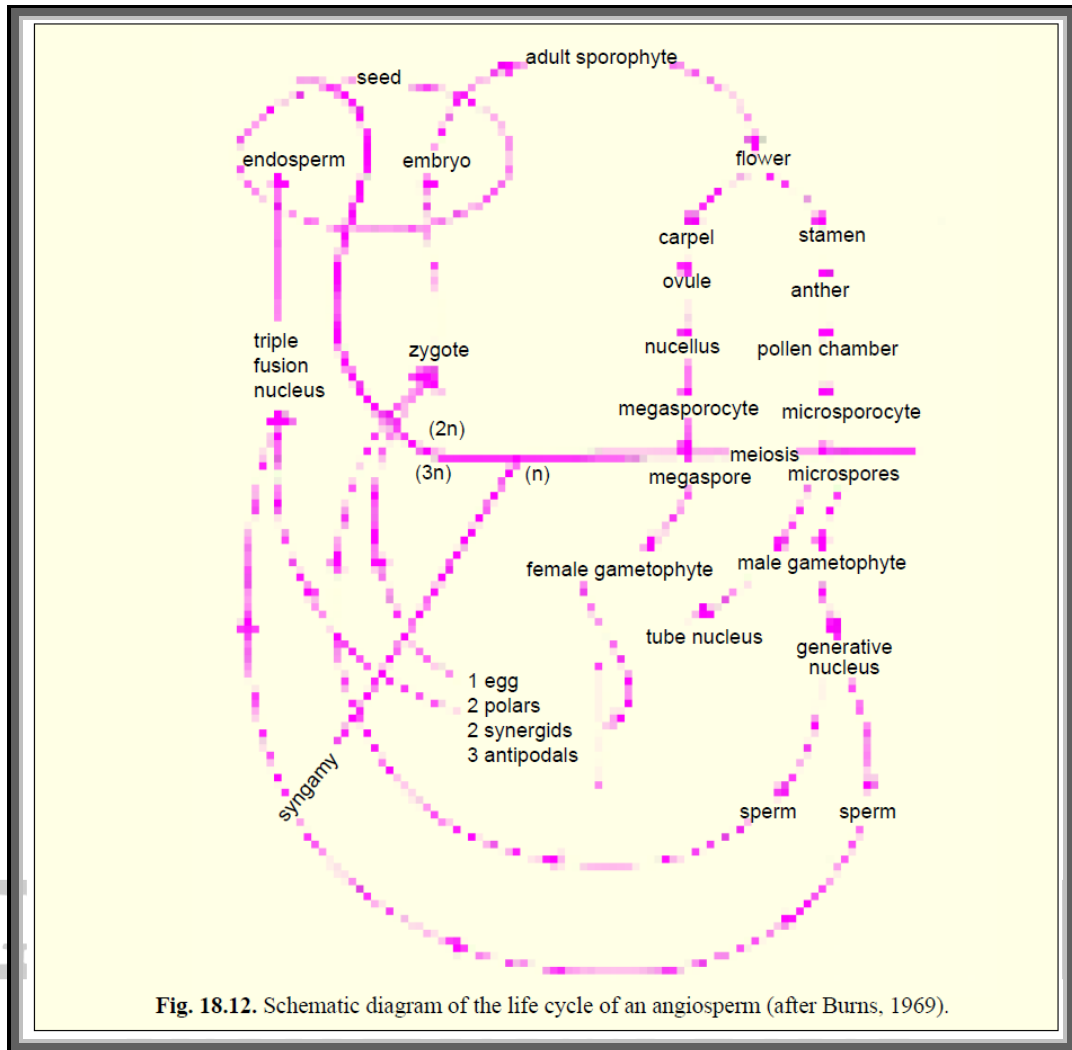 adult sporophyte
seed
endosperm
embryo
flower
carpel
stamen
ovule
anther
triple
fusion
nucleus
zygote
nucellus
pollen chamber
megasporocyte
microsporocyte
(2n)
meiosis
(3n)
(n)
megaspore
microspores
female gametophyte
male gametophyte
tube nucleus
generative
nucleus
1 egg
2 polars
2 synergids
3 antipodals
syngamy
sperm
sperm
Fig. 18.12. Schematic diagram of the life cycle of an angiosperm (after Burns, 1969).